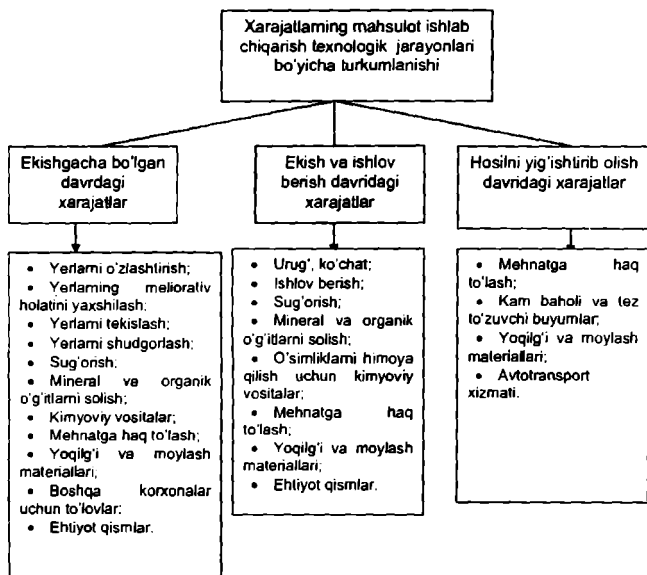 Xarajatlarning mahsulot ishlab
chiqarish texnologik jarayonlari
bo'yicha turkumlanishi
Ekishgacha bo'lgan
davrdagi
xarajatlar
Ekish va ishlov
berish davridagi
xarajatlar
Hosilni yig'ishtirib olish
davridagi xarajatlar
• Yerlarni o'zlashtirish;
• Yerlarning meliorativ
holatini yaxshilash;
• Yerlarni tekislash;
• Yerlarni shudgorlash;
• Sug'orish;
• Mineral va organik
o'g'itlarni solish;
• Kimyoviy vositalar;
• Mehnatga haq to'lash;
• Yoqilg'i va moylash
materiallari;
• Boshqa korxonalar
uchun to'lovlar;
• Ehtiyot qismlar.
• Urug', ko'chat;
• Ishlov berish;
• Sug'orish;
• Mineral va organik
o'g'itlarni solish;
• O'simliklarni himoya
qilish uchun kimyoviy
vositalar;
• Mehnatga haq
to'lash;
• Yoqilg'i va moylash
materiallari;
• Ehtiyot qismlar.
• Mehnatga haq
to'lash;
• Kam baholi va tez
to'zuvchi buyumlar;
• Yoqilg'i va moylash
materiallari;
• Avtotransport
xizmati.